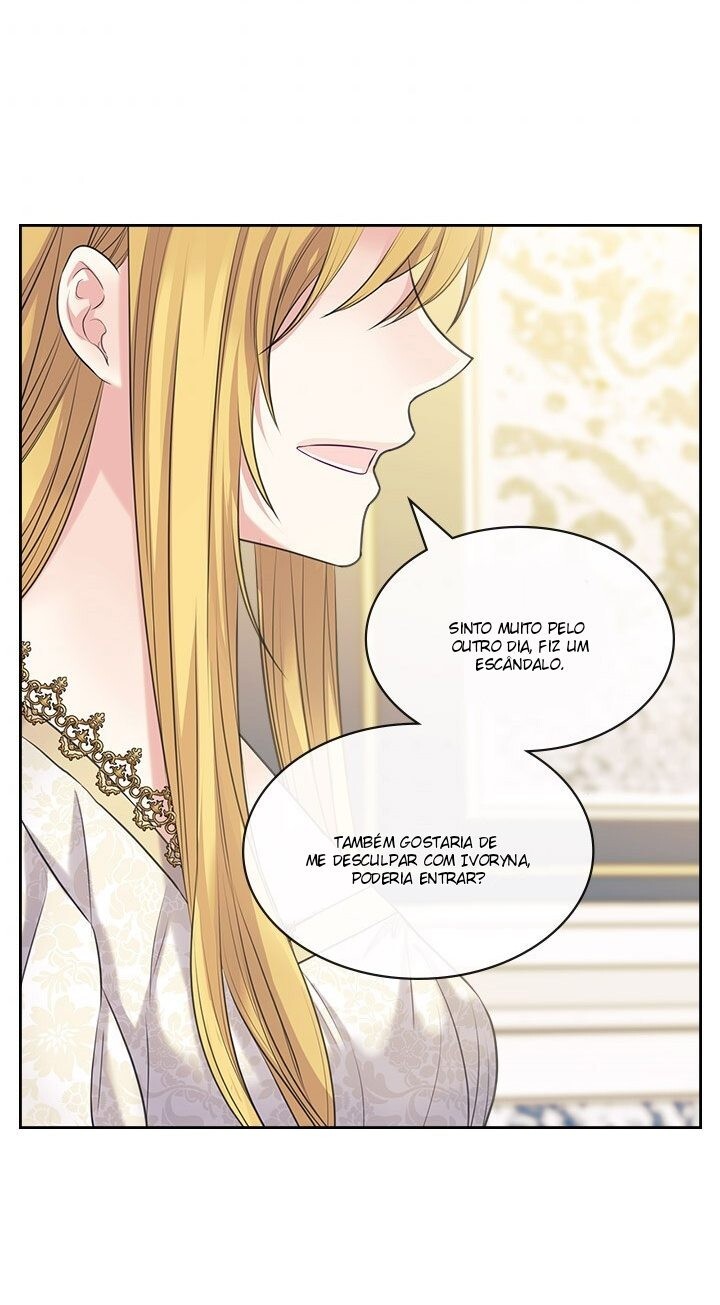 SINTO MUITO PELO
OUTRO DIA, FIZ UM
ESCÂNDALO.
TAMBÉM GOSTARIA DE
ME DESCULPAR COM IVORYNA,
PODERIA ENTRAR?